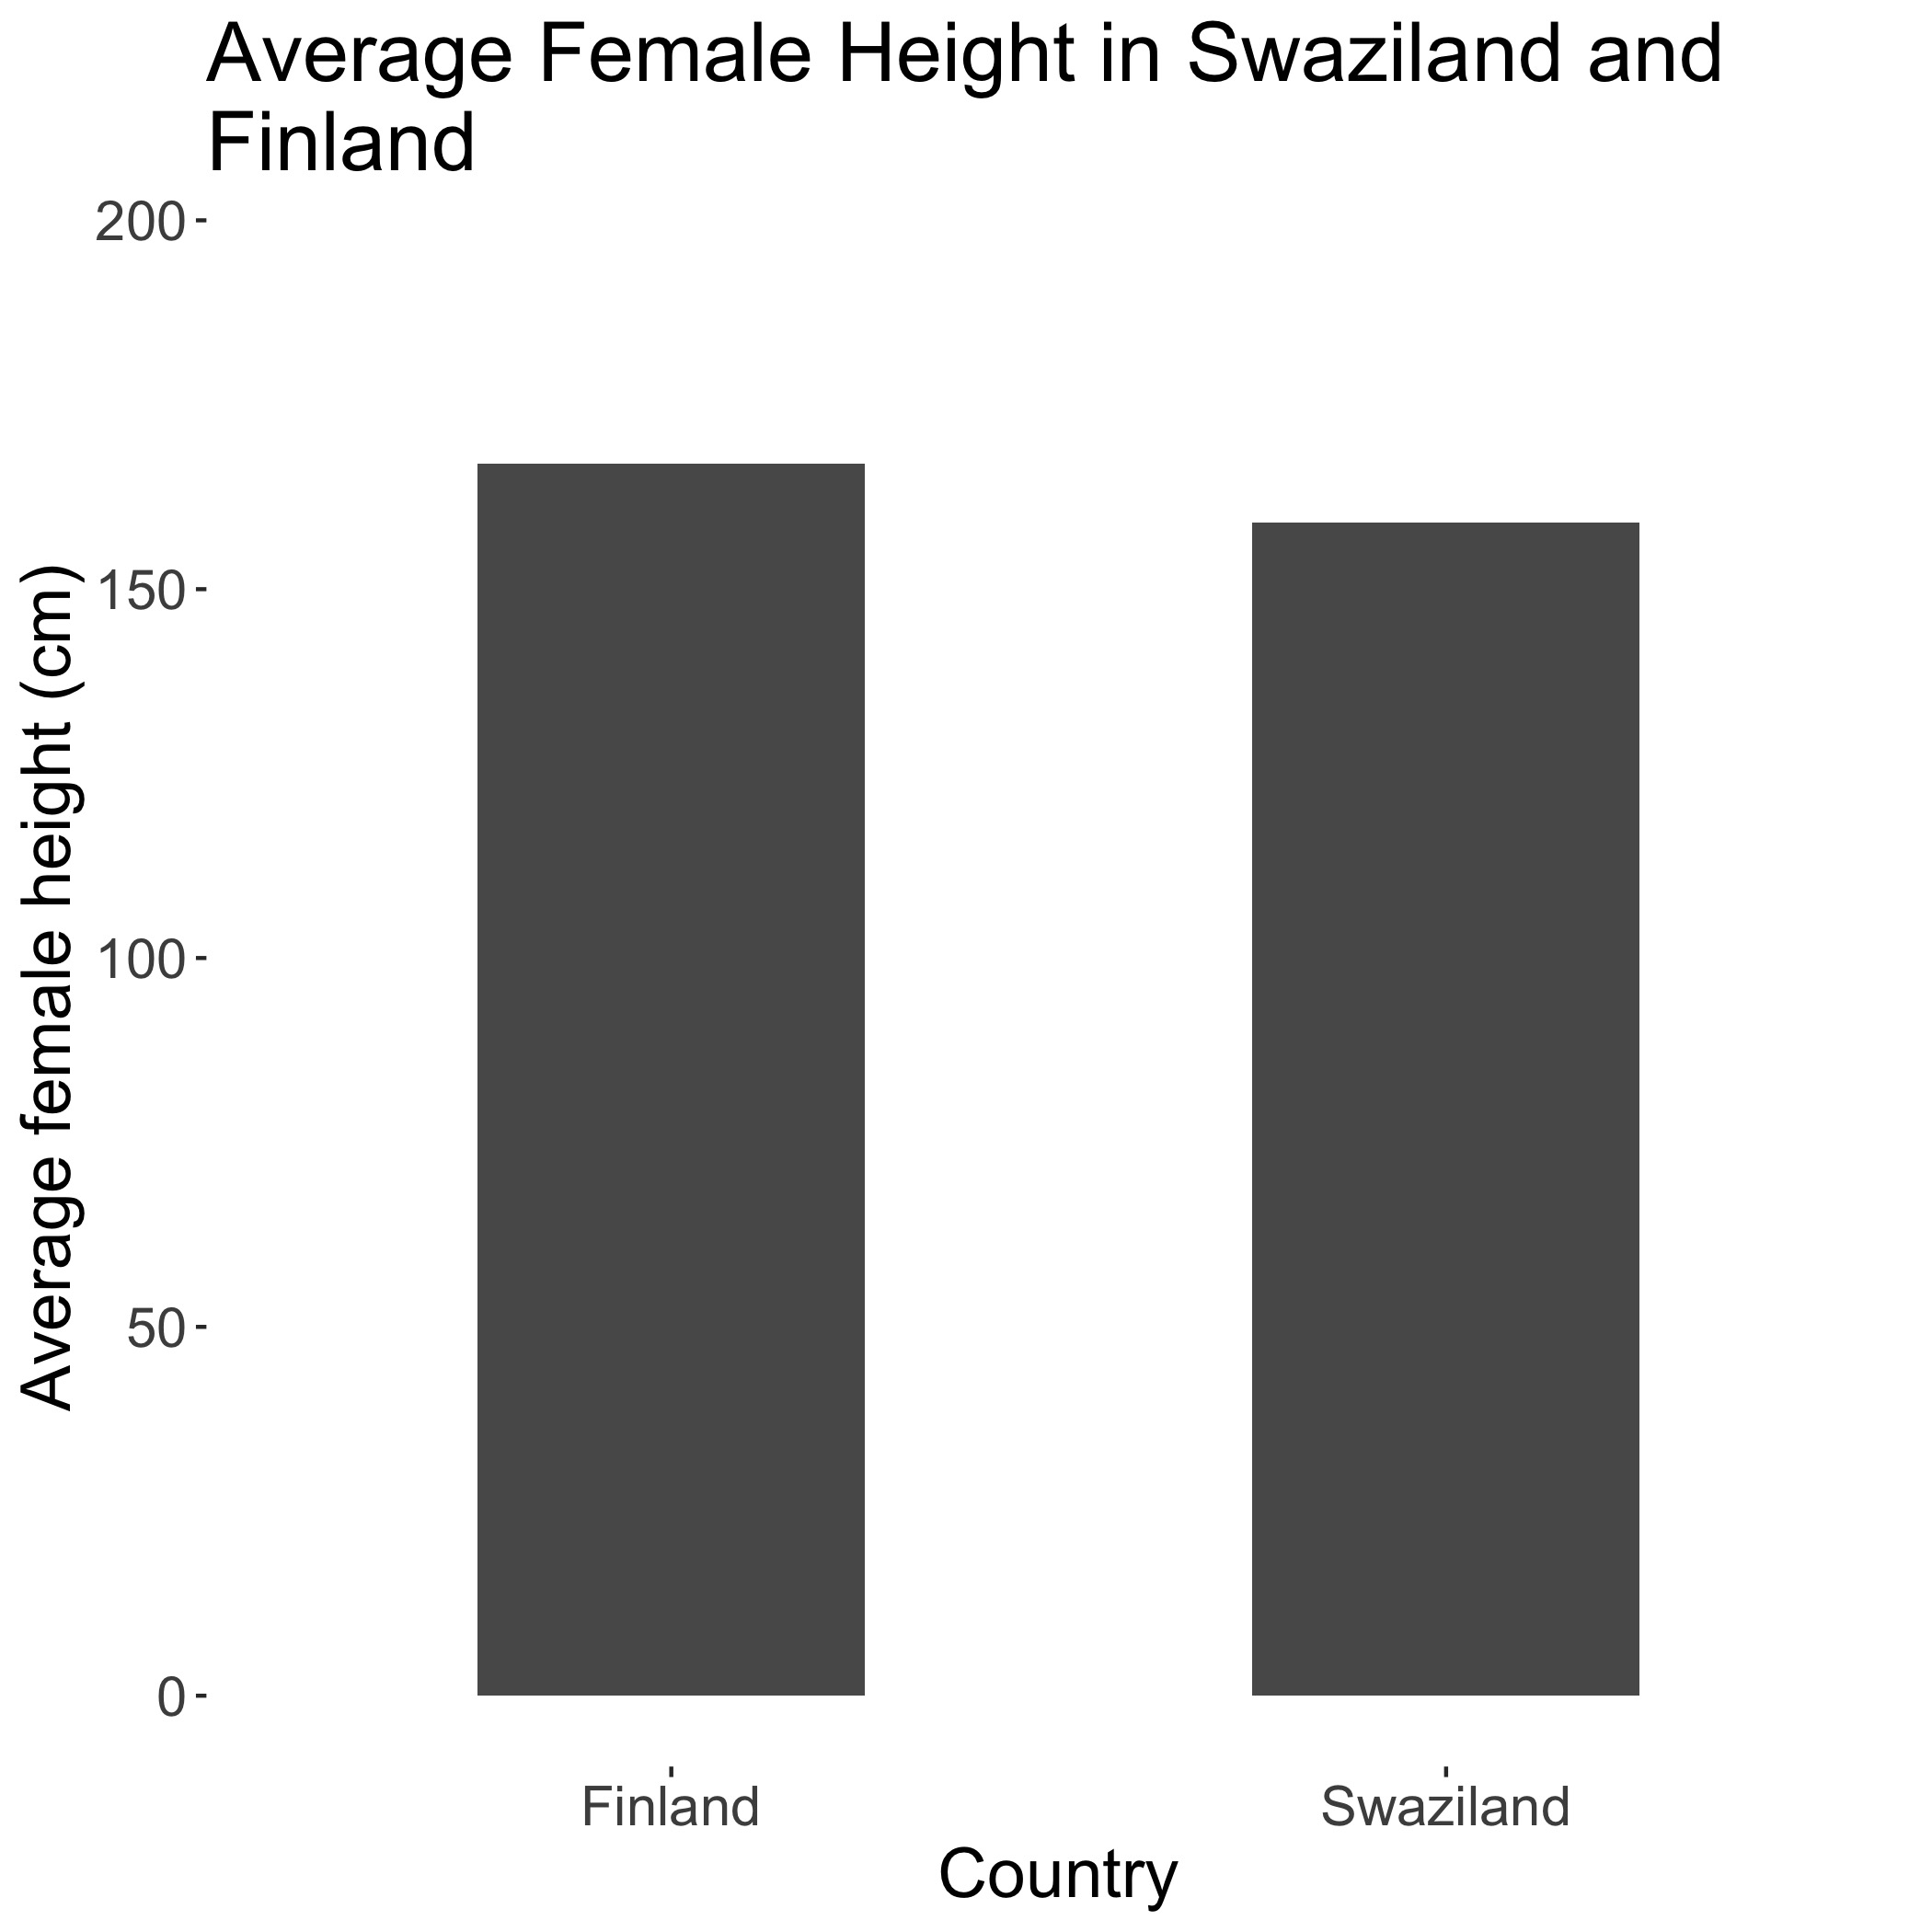 Average Female Height in Swaziland and
Finland
200
150
100
50
0
Average female height (cm)
Finland
Swaziland
Country